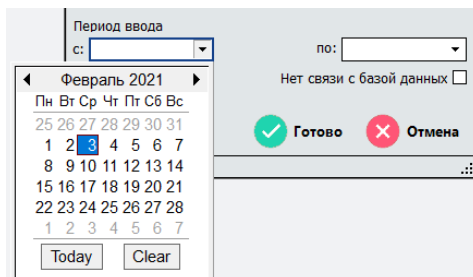 Период ввода
с:
по:
Февраль 2021
Нет связи с базой данных
Пн Вт Ср Чт Пт Сб Вс
25 26 27 28 29 30 31
1 2 3 4 5 6 7
Готово
Отмена
8 9 10 11 12 13 14
15 16 17 18 19 20 21
22 23 24 25 26 27 28
1 2 3 4 5 6 7
Today
Clear